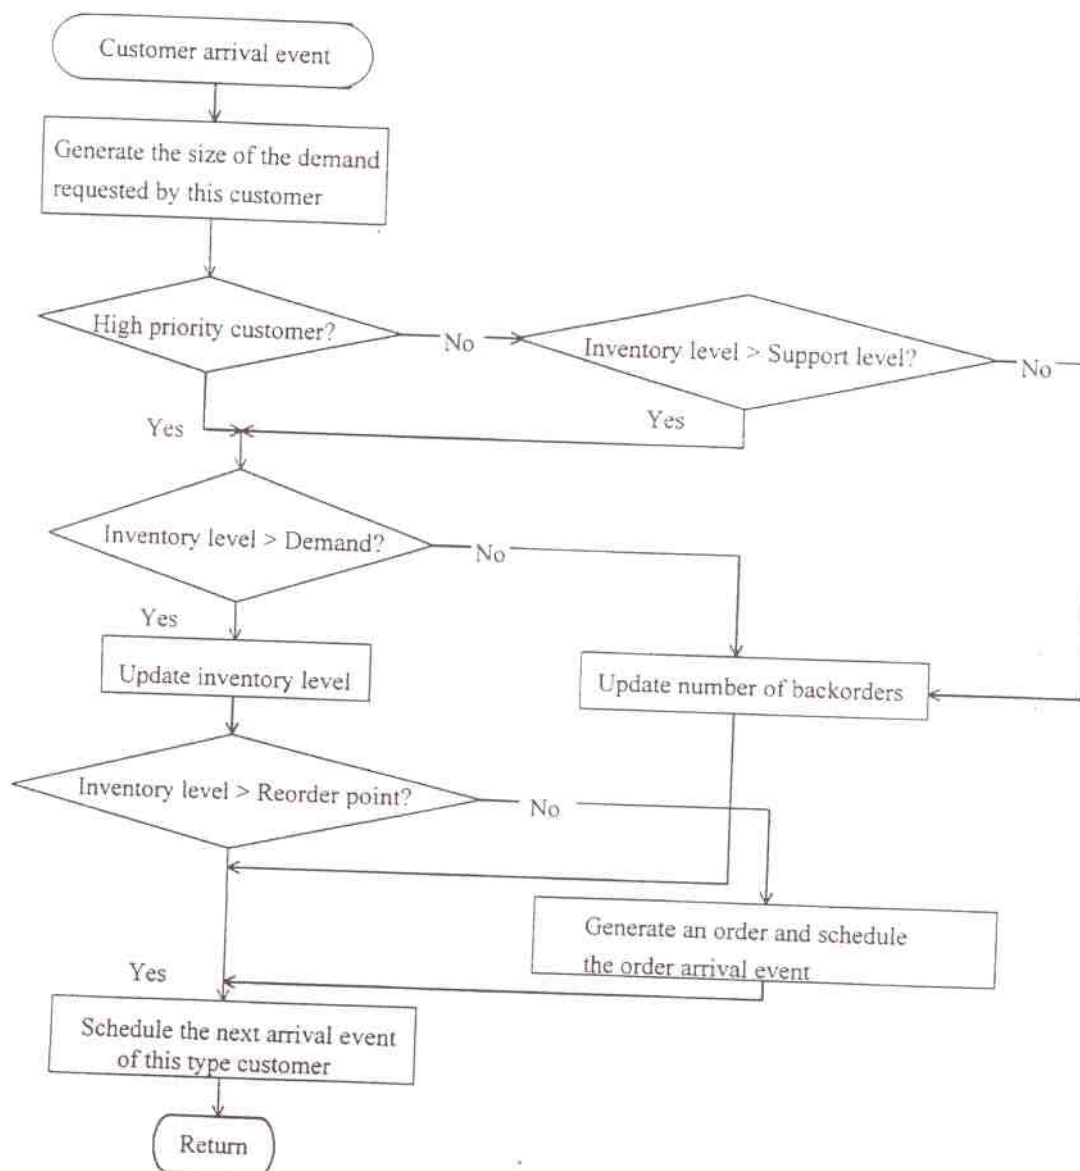 Customer arrival event
Generate the size of the demand
requested by this customer
High priority customer?
No
Inventory level > Support level?
No
Yes
Yes
Inventory level > Demand?
No
Yes
Update inventory level
Update number of backorders
Inventory level > Reorder point?
No
Generate an order and schedule
the order arrival event
Yes
Schedule the next arrival event
of this type customer
Return